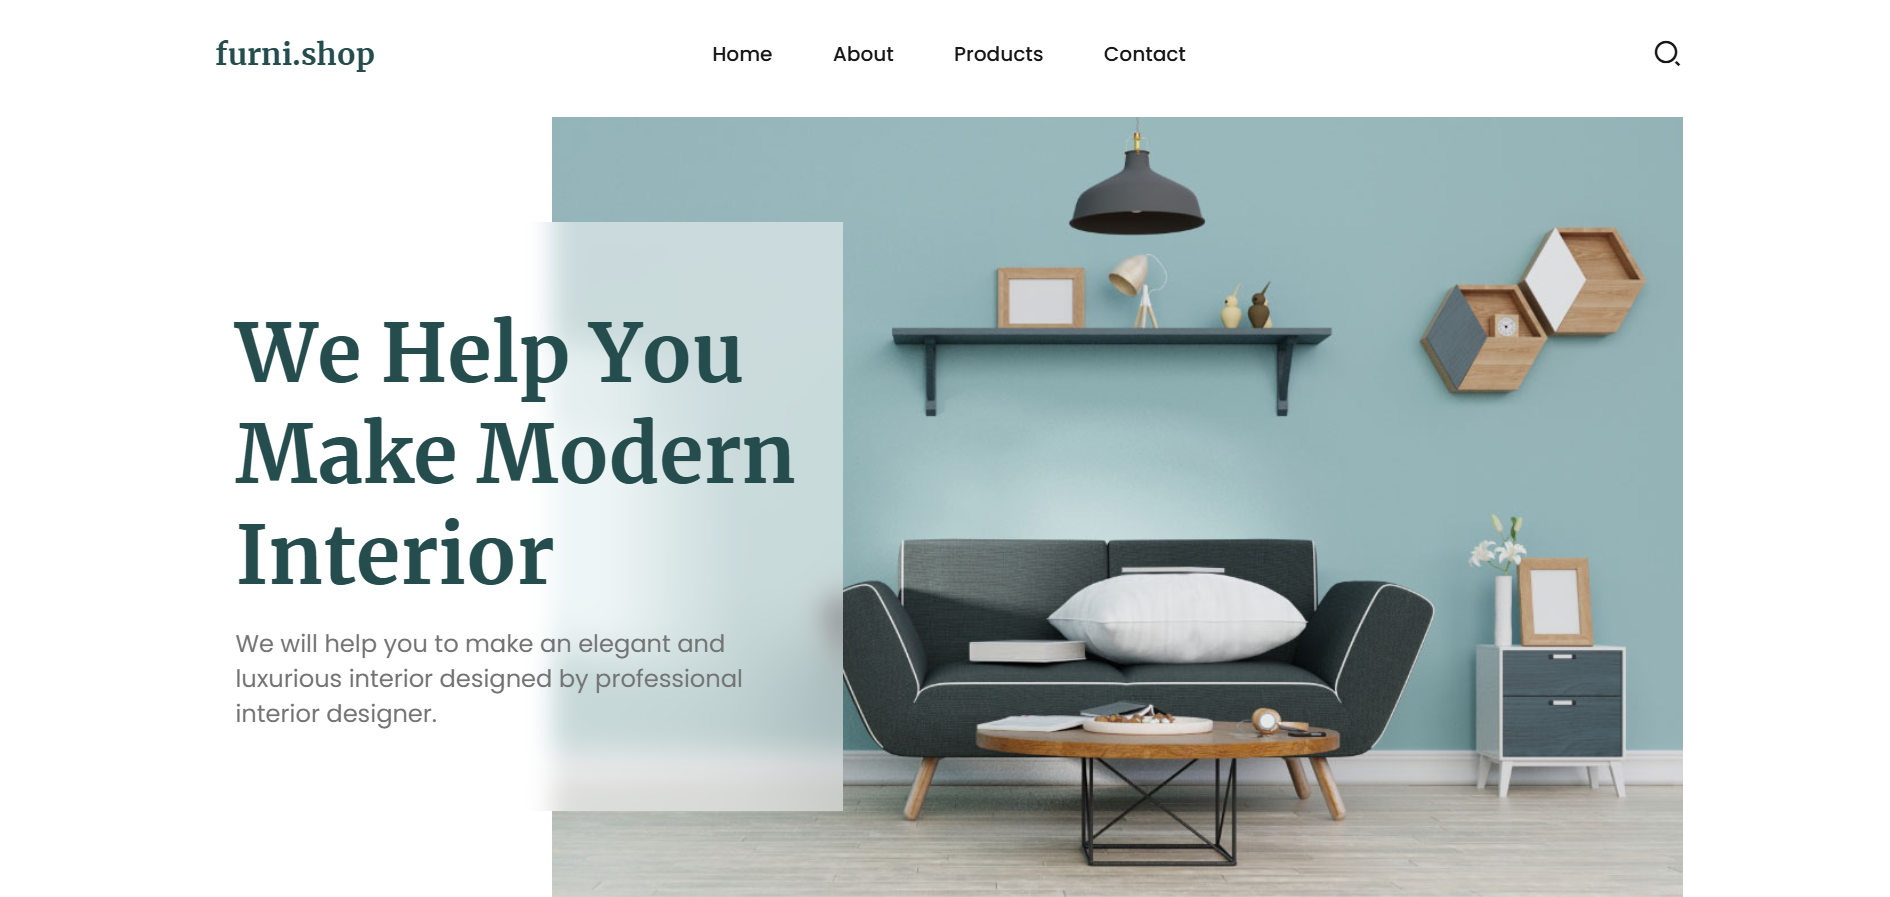 furni.shop
Home
About
Products
Contact
We Help You
Make Modern
Interior
We will help you to make an elegant and
luxurious interior designed by professional
interior designer.